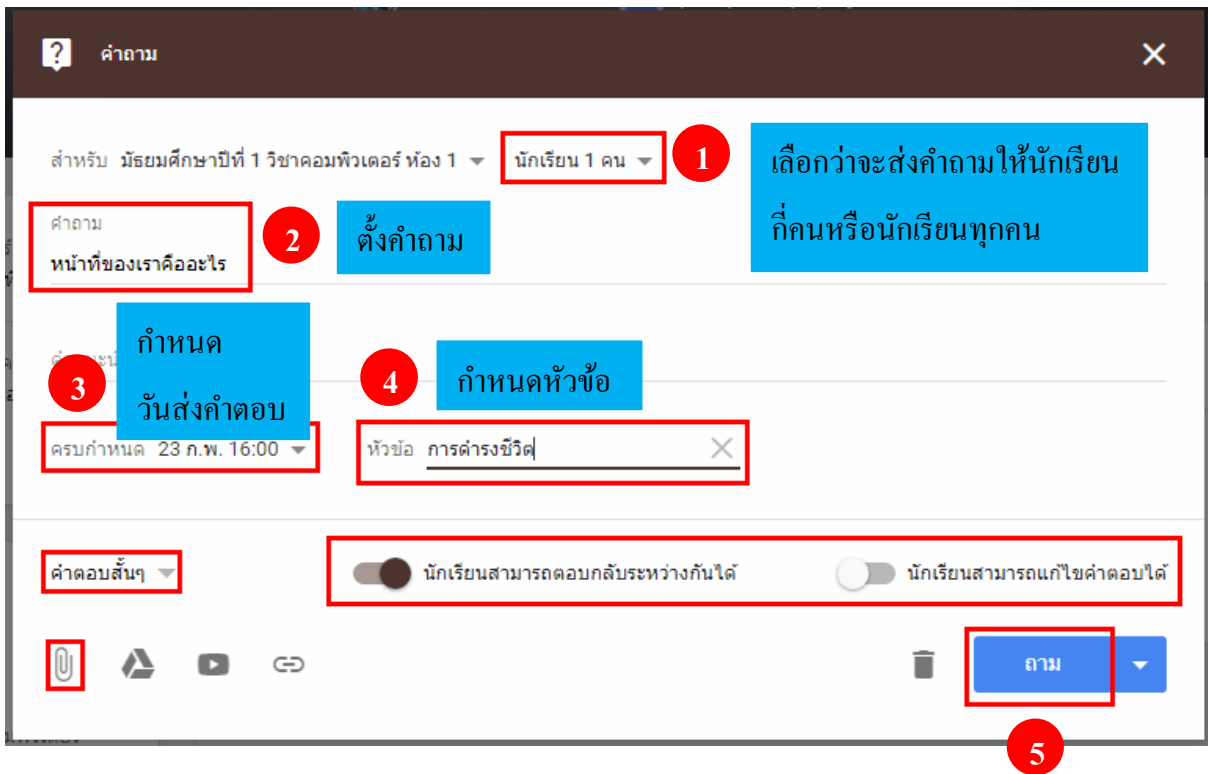 ? คำถาม
สำหรับ มัธยมศึกษาปีที่ 1 วิชาคอมพิวเตอร์ ห้อง 1 นักเรียน 1 คน
1
เลือกว่าจะส่งคำถามให้นักเรียน
กี่คนหรือนักเรียนทุกคน
คำถาม
หน้าที่ของเราคืออะไร
2
ตั้งคำถาม
3
กำหนด
วันส่งคำตอบ
4
กำหนดหัวข้อ
ครบกำหนด 23 ก.พ. 16:00
หัวข้อ การดำรงชีวิต
คำตอบสั้นๆ
นักเรียนสามารถตอบกลับระหว่างกันได้
นักเรียนสามารถแก้ไขคำตอบได้
ถาม
5